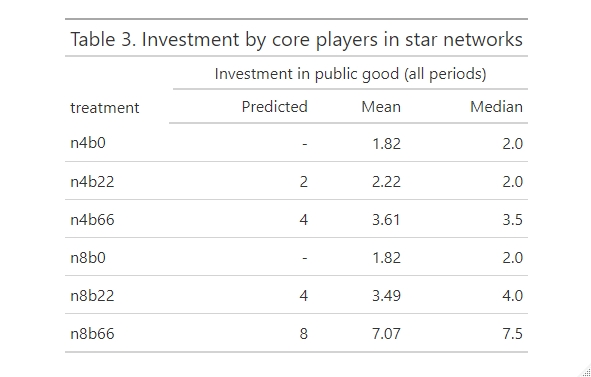 Table 3. Investment by core players in star networks
Investment in public good (all periods)
treatment Predicted Mean Median
n4b0 - 1.82 2.0
n4b22 2 2.22 2.0
n4b66 4 3.61 3.5
n8b0 - 1.82 2.0
n8b22 4 3.49 4.0
n8b66 8 7.07 7.5